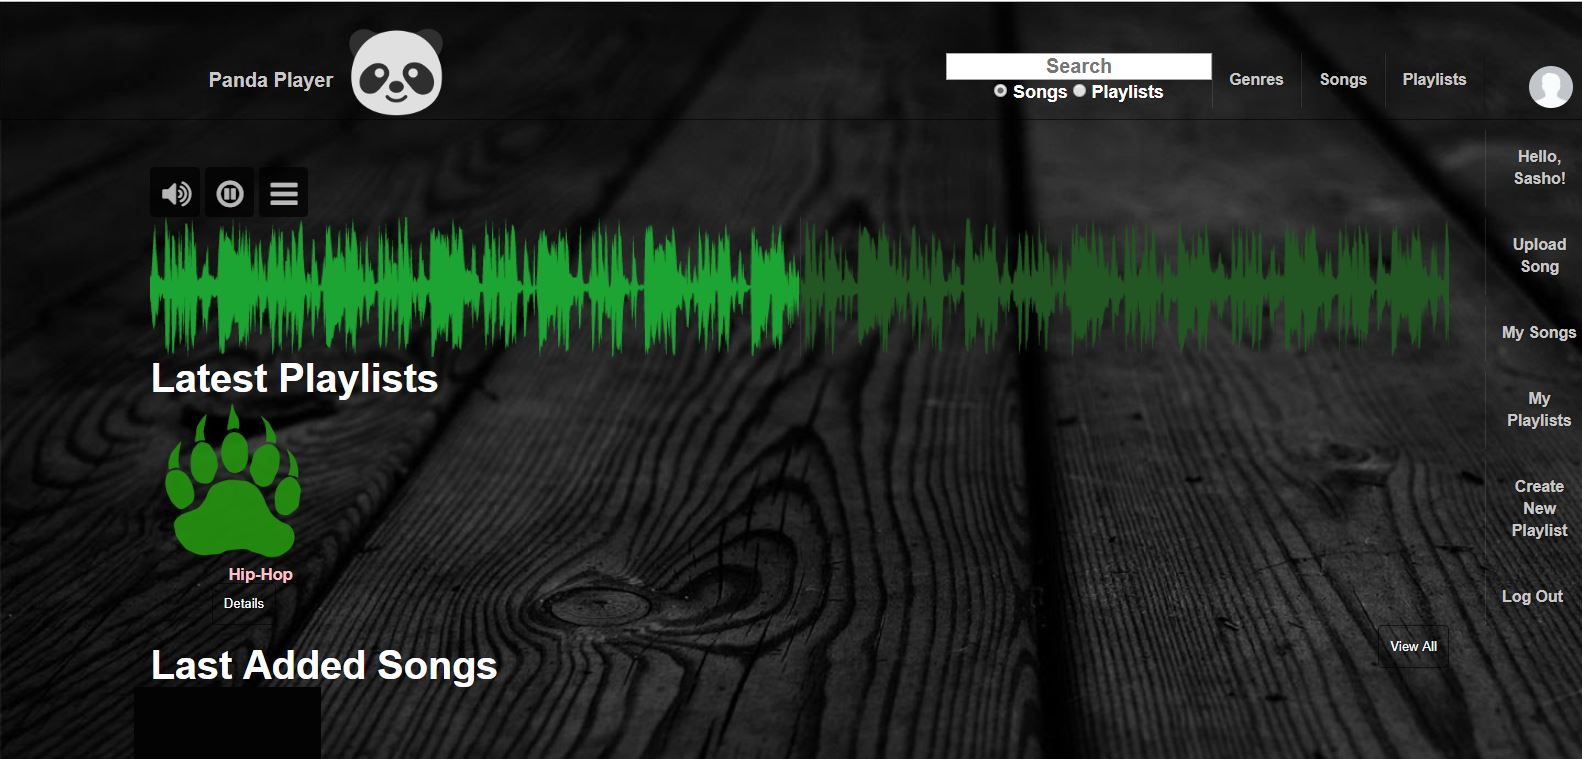 Panda Player
Search
Songs Playlists
Genres
Songs
Playlists
Hello,
Sasho!
Upload
Song
My Songs
My
Playlists
Create
New
Playlist
Log Out
Latest Playlists
Hip-Hop
Details
View All
Last Added Songs